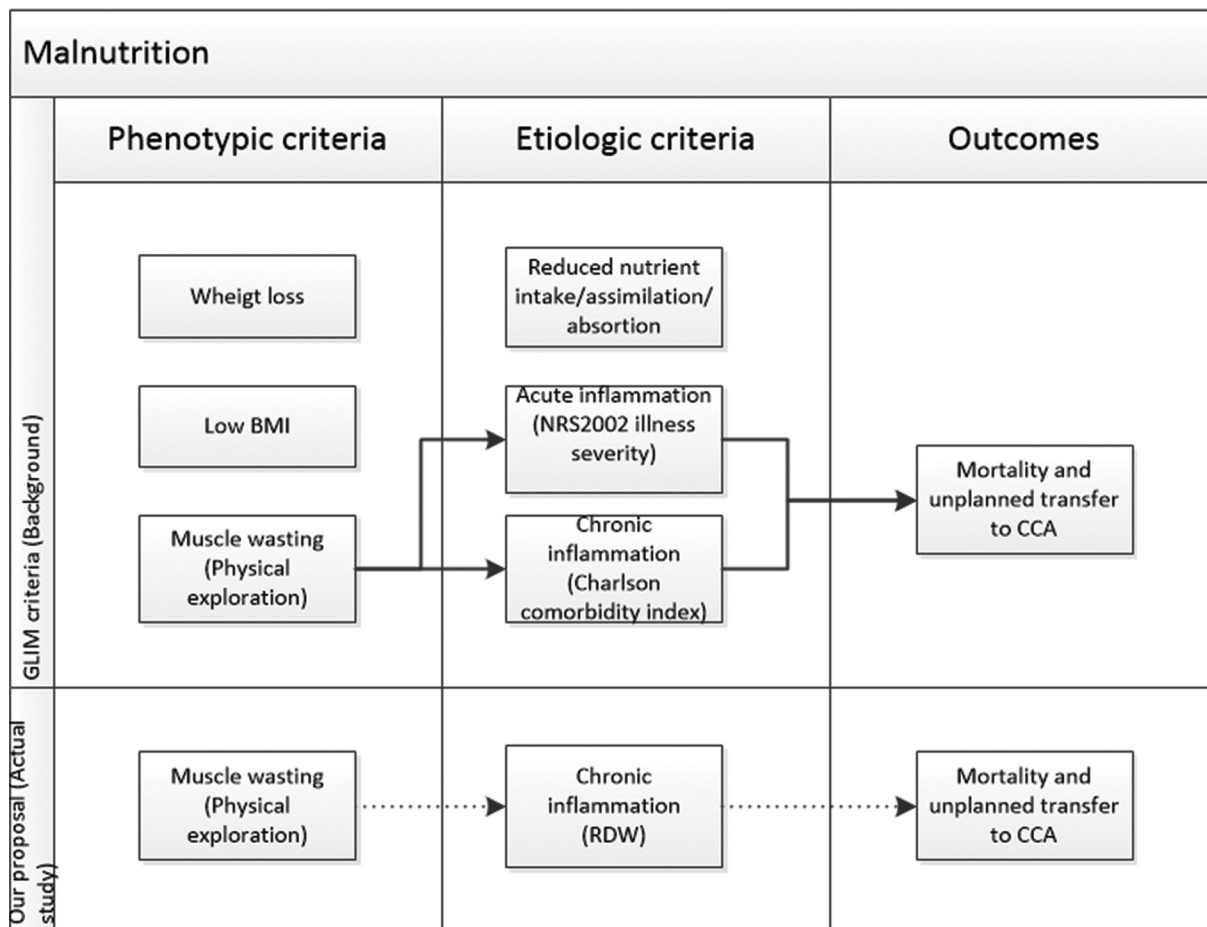 Malnutrition
Phenotypic criteria
Etiologic criteria
Outcomes
GLIM criteria (Background)
Wheigt loss
Low BMI
Muscle wasting
(Physical
exploration)
Reduced nutrient
intake/assimilation/
absortion
Acute inflammation
(NRS2002 illness
severity)
Chronic
inflammation
(Charlson
comorbidity index)
Mortality and
unplanned transfer
to CCA
Our proposal (Actual
study)
Muscle wasting
(Physical
exploration)
Chronic
inflammation
(RDW)
Mortality and
unplanned transfer
to CCA